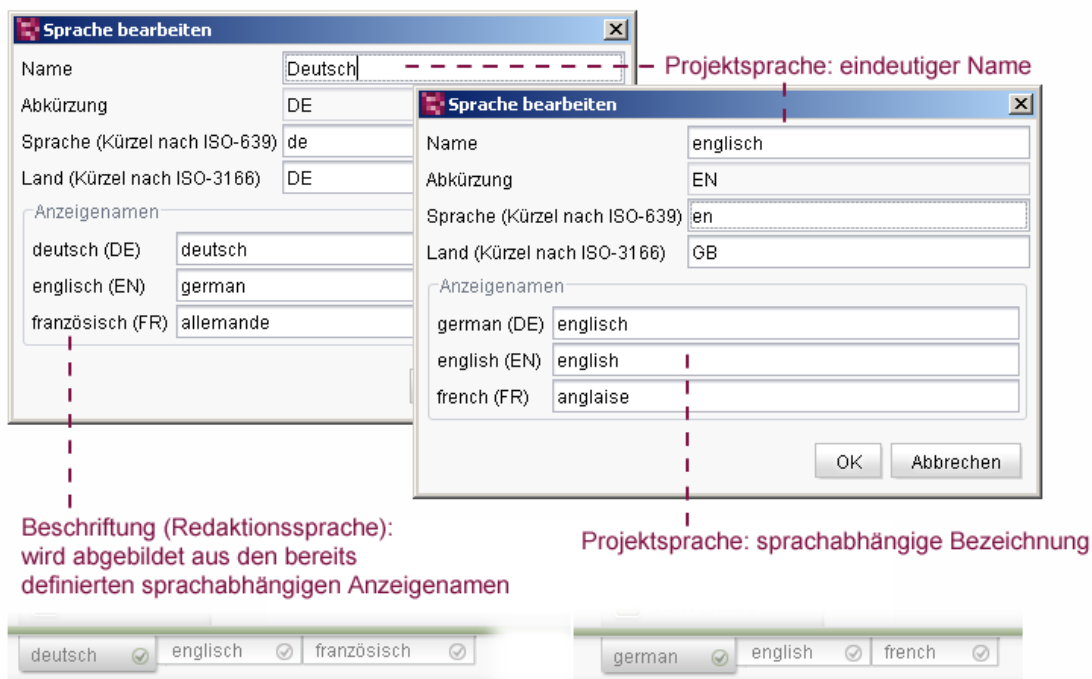 Sprache bearbeiten
Name Deutsch
Projektsprache: eindeutiger Name
Abkürzung DE
Sprache (Kürzel nach ISO-639) de
Land (Kürzel nach ISO-3166) DE
Anzeigenamen
deutsch (DE) deutsch
englisch (EN) german
französisch (FR) allemande
Sprache bearbeiten
Name englisch
Abkürzung EN
Sprache (Kürzel nach ISO-639) en
Land (Kürzel nach ISO-3166) GB
Anzeigenamen
german (DE) englisch
english (EN) english
french (FR) anglaise
OK Abbrechen
Beschriftung (Redaktionssprache):
wird abgebildet aus den bereits
definierten sprachabhängigen Anzeigenamen
Projektsprache: sprachabhängige Bezeichnung
deutsch englisch französisch
german english french